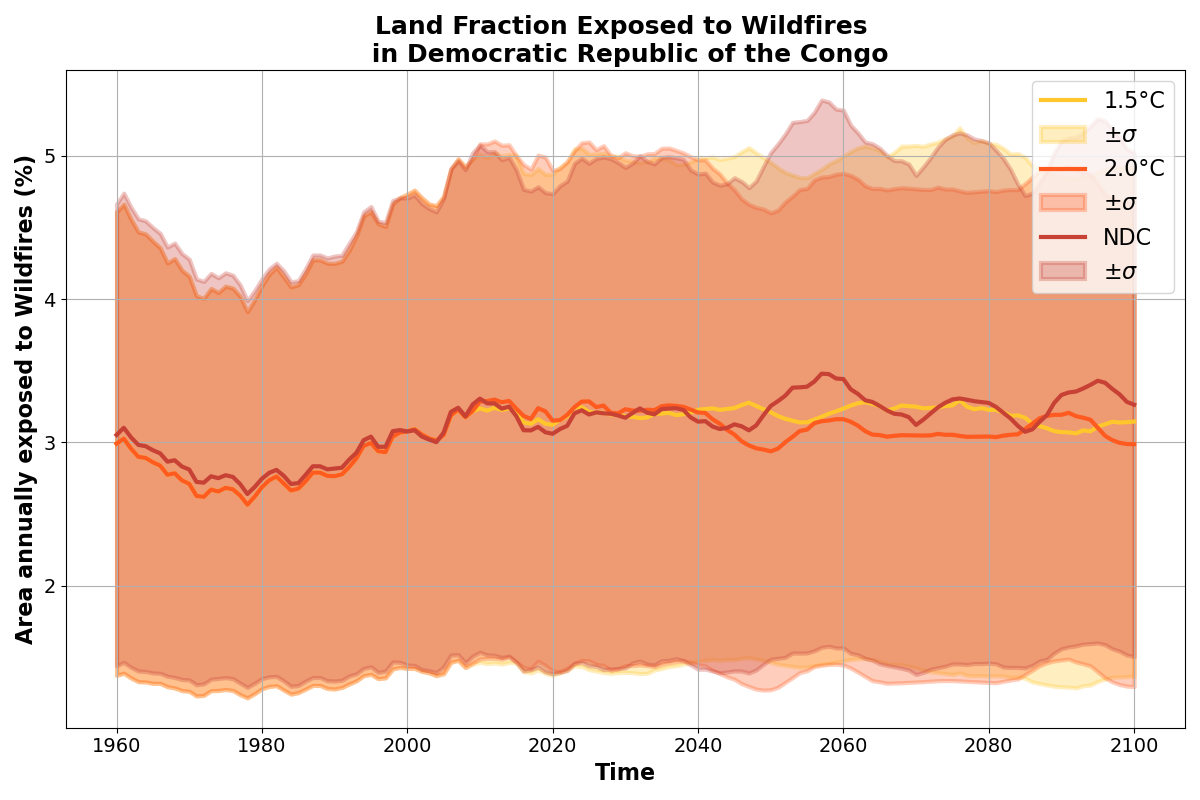 Land Fraction Exposed to Wildfires
in Democratic Republic of the Congo
Area annually exposed to Wildfires (%)
5
4
3
2
1.5°C
±σ
2.0°C
±σ
NDC
±σ
1960 1980 2000 2020 2040 2060 2080 2100
Time